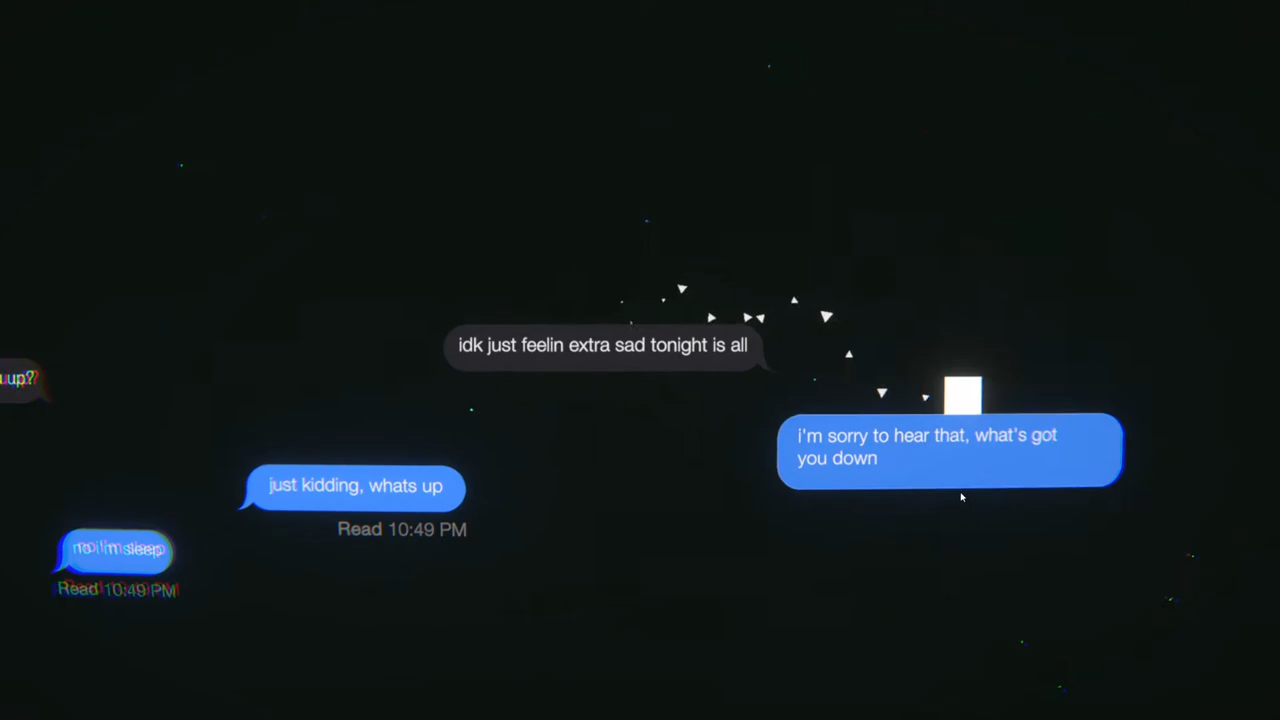 uup?
no i'm sleep
Read 10:49 PM
just kidding, whats up
Read 10:49 PM
idk just feelin extra sad tonight is all
i'm sorry to hear that, what's got
you down